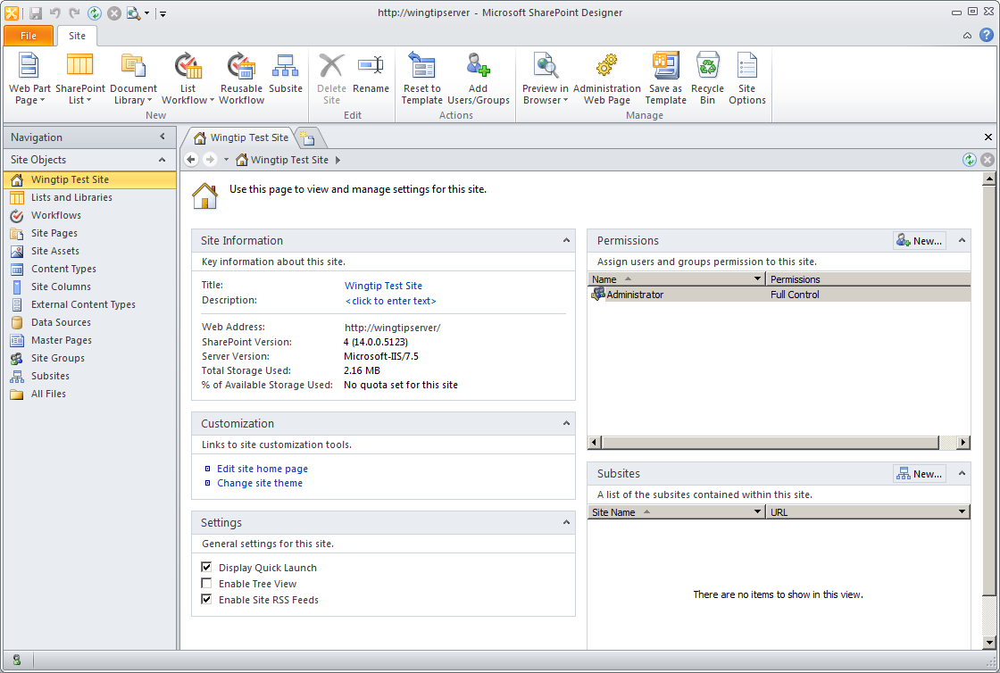 http://wingtipserver - Microsoft SharePoint Designer
File Site
Web Part Page
SharePoint List
Document Library
List Workflow
Reusable Workflow
Subsite
New
Delete Site
Rename
Edit
Reset to Template
Add Users/Groups
Actions
Preview in Browser
Administration Web Page
Save as Template
Recycle Bin
Site Options
Manage
Navigation
Site Objects
Wingtip Test Site
Lists and Libraries
Workflows
Site Pages
Site Assets
Content Types
Site Columns
External Content Types
Data Sources
Master Pages
Site Groups
Subsites
All Files
Wingtip Test Site
Wingtip Test Site
Use this page to view and manage settings for this site.
Site Information
Key information about this site.
Title: Wingtip Test Site
Description: <click to enter text>
Web Address: http://wingtipserver/
SharePoint Version: 4 (14.0.0.5123)
Server Version: Microsoft-IIS/7.5
Total Storage Used: 2.16 MB
% of Available Storage Used: No quota set for this site
Customization
Links to site customization tools.
Edit site home page
Change site theme
Settings
General settings for this site.
Display Quick Launch
Enable Tree View
Enable Site RSS Feeds
Permissions New...
Assign users and groups permission to this site.
Name Permissions
Administrator Full Control
Subsites New...
A list of the subsites contained within this site.
Site Name URL
There are no items to show in this view.